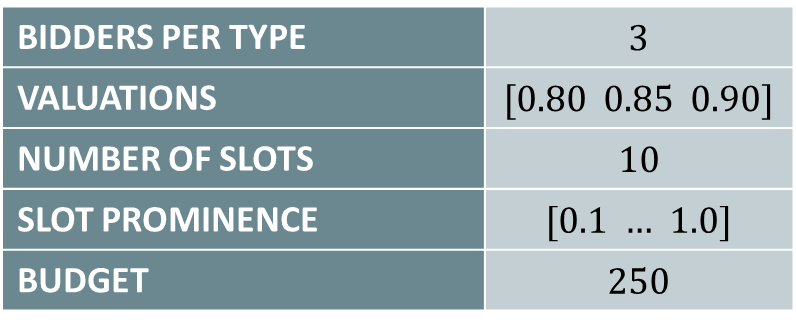 BIDDERS PER TYPE 3
VALUATIONS [0.80 0.85 0.90]
NUMBER OF SLOTS 10
SLOT PROMINENCE [0.1 ... 1.0]
BUDGET 250